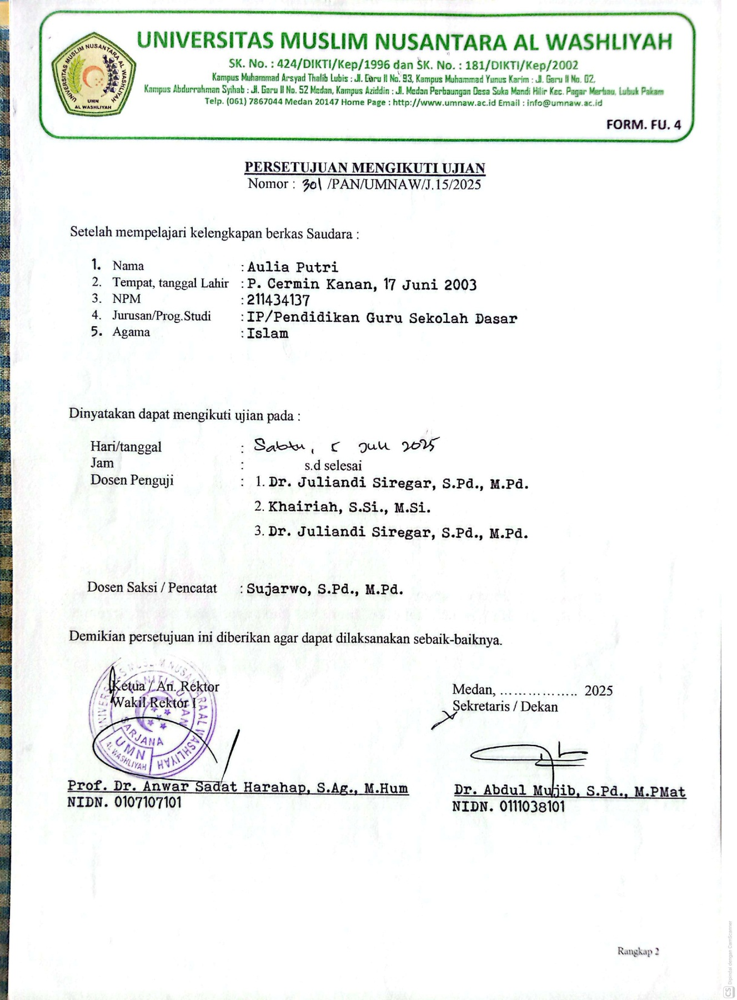 UNIVERSITAS MUSLIM NUSANTARA AL WASHLIYAH
SK. No. : 424/DIKTI/Kep/1996 dan SK. No. : 181/DIKTI/Kep/2002
Kampus Muhammad Arsyad Thalib Lubis : Jl. Garu II No. 93, Kampus Muhammad Yunus Karim : Jl. Garu II No. 02,
Kampus Abdurrahman Syihab : Jl. Garu II No. 52 Medan, Kampus Aziddin : Jl. Medan Perbaungan Desa Suka Mandi Hilir Kec. Pagar Merbau, Lubuk Pakam
Telp. (061) 7867044 Medan 20147 Home Page : http://www.umnaw.ac.id Email : info@umnaw.ac.id
UNIVERSITAS MUSLIM NUSANTARA AL WASHLIYAH
UMN
AL WASHLIYAH
FORM. FU. 4
PERSETUJUAN MENGIKUTI UJIAN
Nomor : 301 /PAN/UMNAW/J.15/2025
Setelah mempelajari kelengkapan berkas Saudara :
1. Nama : Aulia Putri
2. Tempat, tanggal Lahir : P. Cermin Kanan, 17 Juni 2003
3. NPM : 211434137
4. Jurusan/Prog.Studi : IP/Pendidikan Guru Sekolah Dasar
5. Agama : Islam
Dinyatakan dapat mengikuti ujian pada :
Hari/tanggal : Sabtu, 5 Juli 2025
Jam : s.d selesai
Dosen Penguji : 1. Dr. Juliandi Siregar, S.Pd., M.Pd.
2. Khairiah, S.Si., M.Si.
3. Dr. Juliandi Siregar, S.Pd., M.Pd.
Dosen Saksi / Pencatat : Sujarwo, S.Pd., M.Pd.
Demikian persetujuan ini diberikan agar dapat dilaksanakan sebaik-baiknya.
Ketua / An. Rektor
Wakil Rektor I
UNIVERSITAS MUSLIM NUSANTARA AL WASHLIYAH
PANITIA UJIAN
SARJANA
UMN
AL WASHLIYAH
Prof. Dr. Anwar Sadat Harahap, S.Ag., M.Hum
NIDN. 0107107101
Medan, ................. 2025
Sekretaris / Dekan
Dr. Abdul Mujib, S.Pd., M.PMat
NIDN. 0111038101
Rangkap 2
CS Dipindai dengan CamScanner